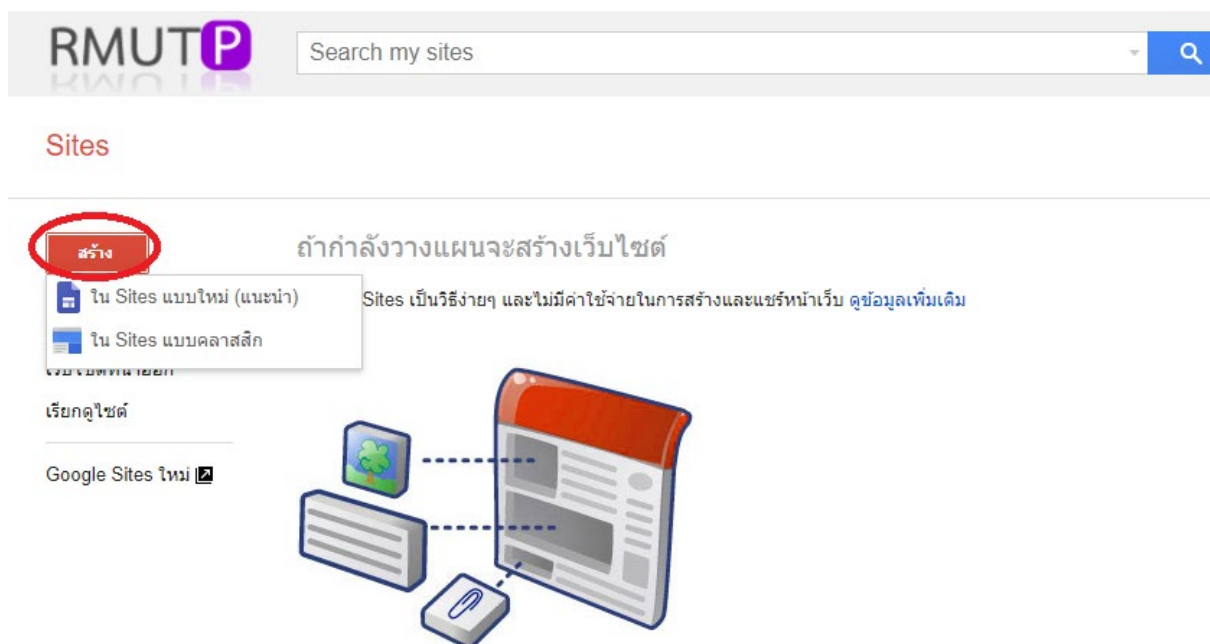 RMUTP
Search my sites
Sites
สร้าง
ถ้ากำลังวางแผนจะสร้างเว็บไซต์
ใน Sites แบบใหม่ (แนะนำ)
Sites เป็นวิธีง่ายๆ และไม่มีค่าใช้จ่ายในการสร้างและแชร์หน้าเว็บ ดูข้อมูลเพิ่มเติม
ใน Sites แบบคลาสสิก
เรียกดูไซต์
Google Sites ใหม่